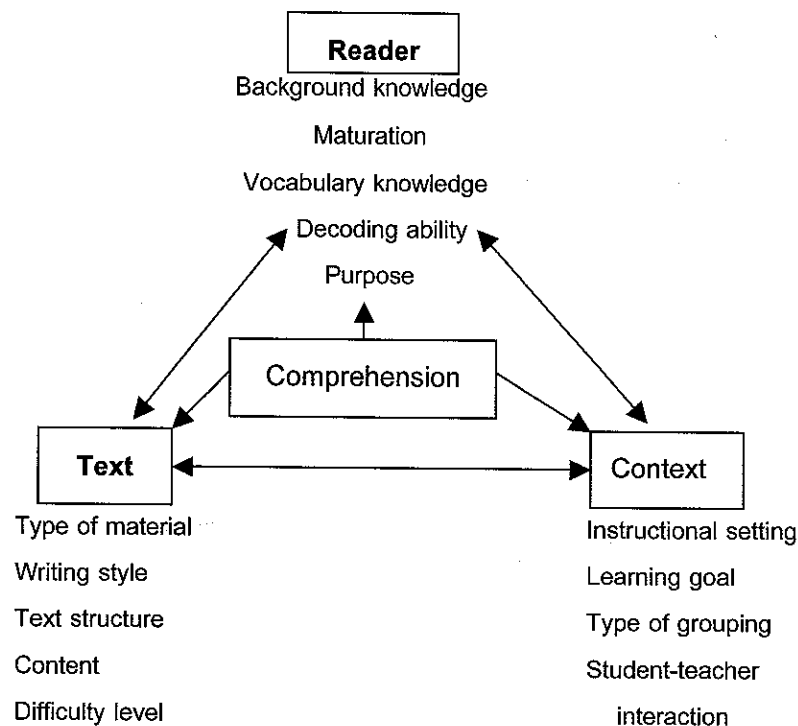 Reader
Background knowledge
Maturation
Vocabulary knowledge
Decoding ability
Purpose
Comprehension
Text
Type of material
Writing style
Text structure
Content
Difficulty level
Context
Instructional setting
Learning goal
Type of grouping
Student-teacher
interaction